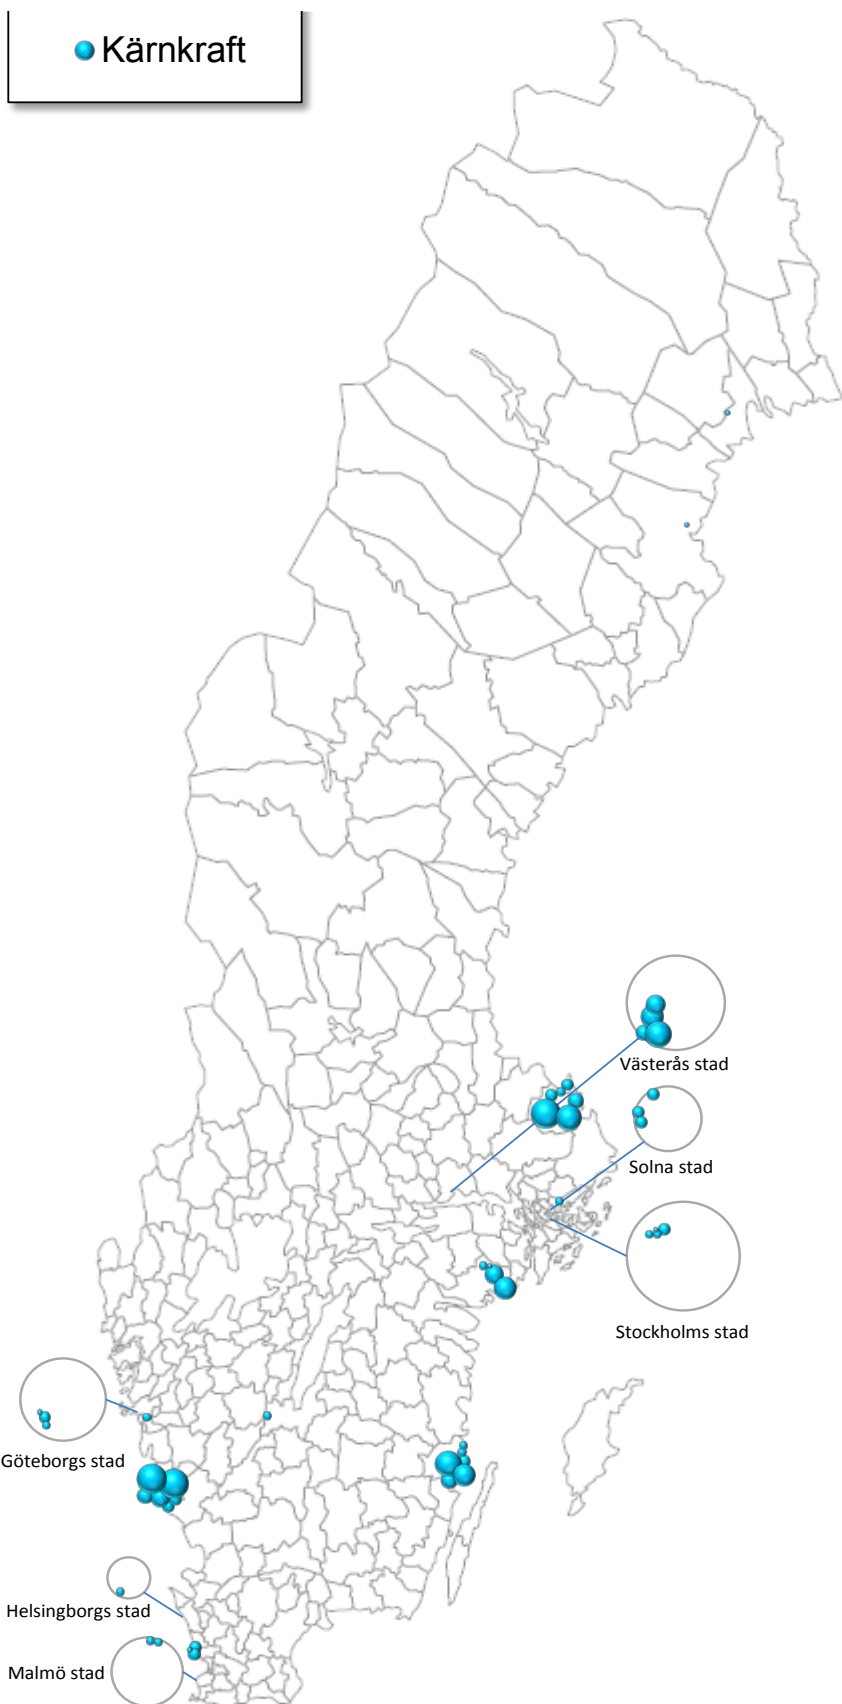 Kärnkraft
Västerås stad
Solna stad
Stockholms stad
Göteborgs stad
Helsingborgs stad
Malmö stad